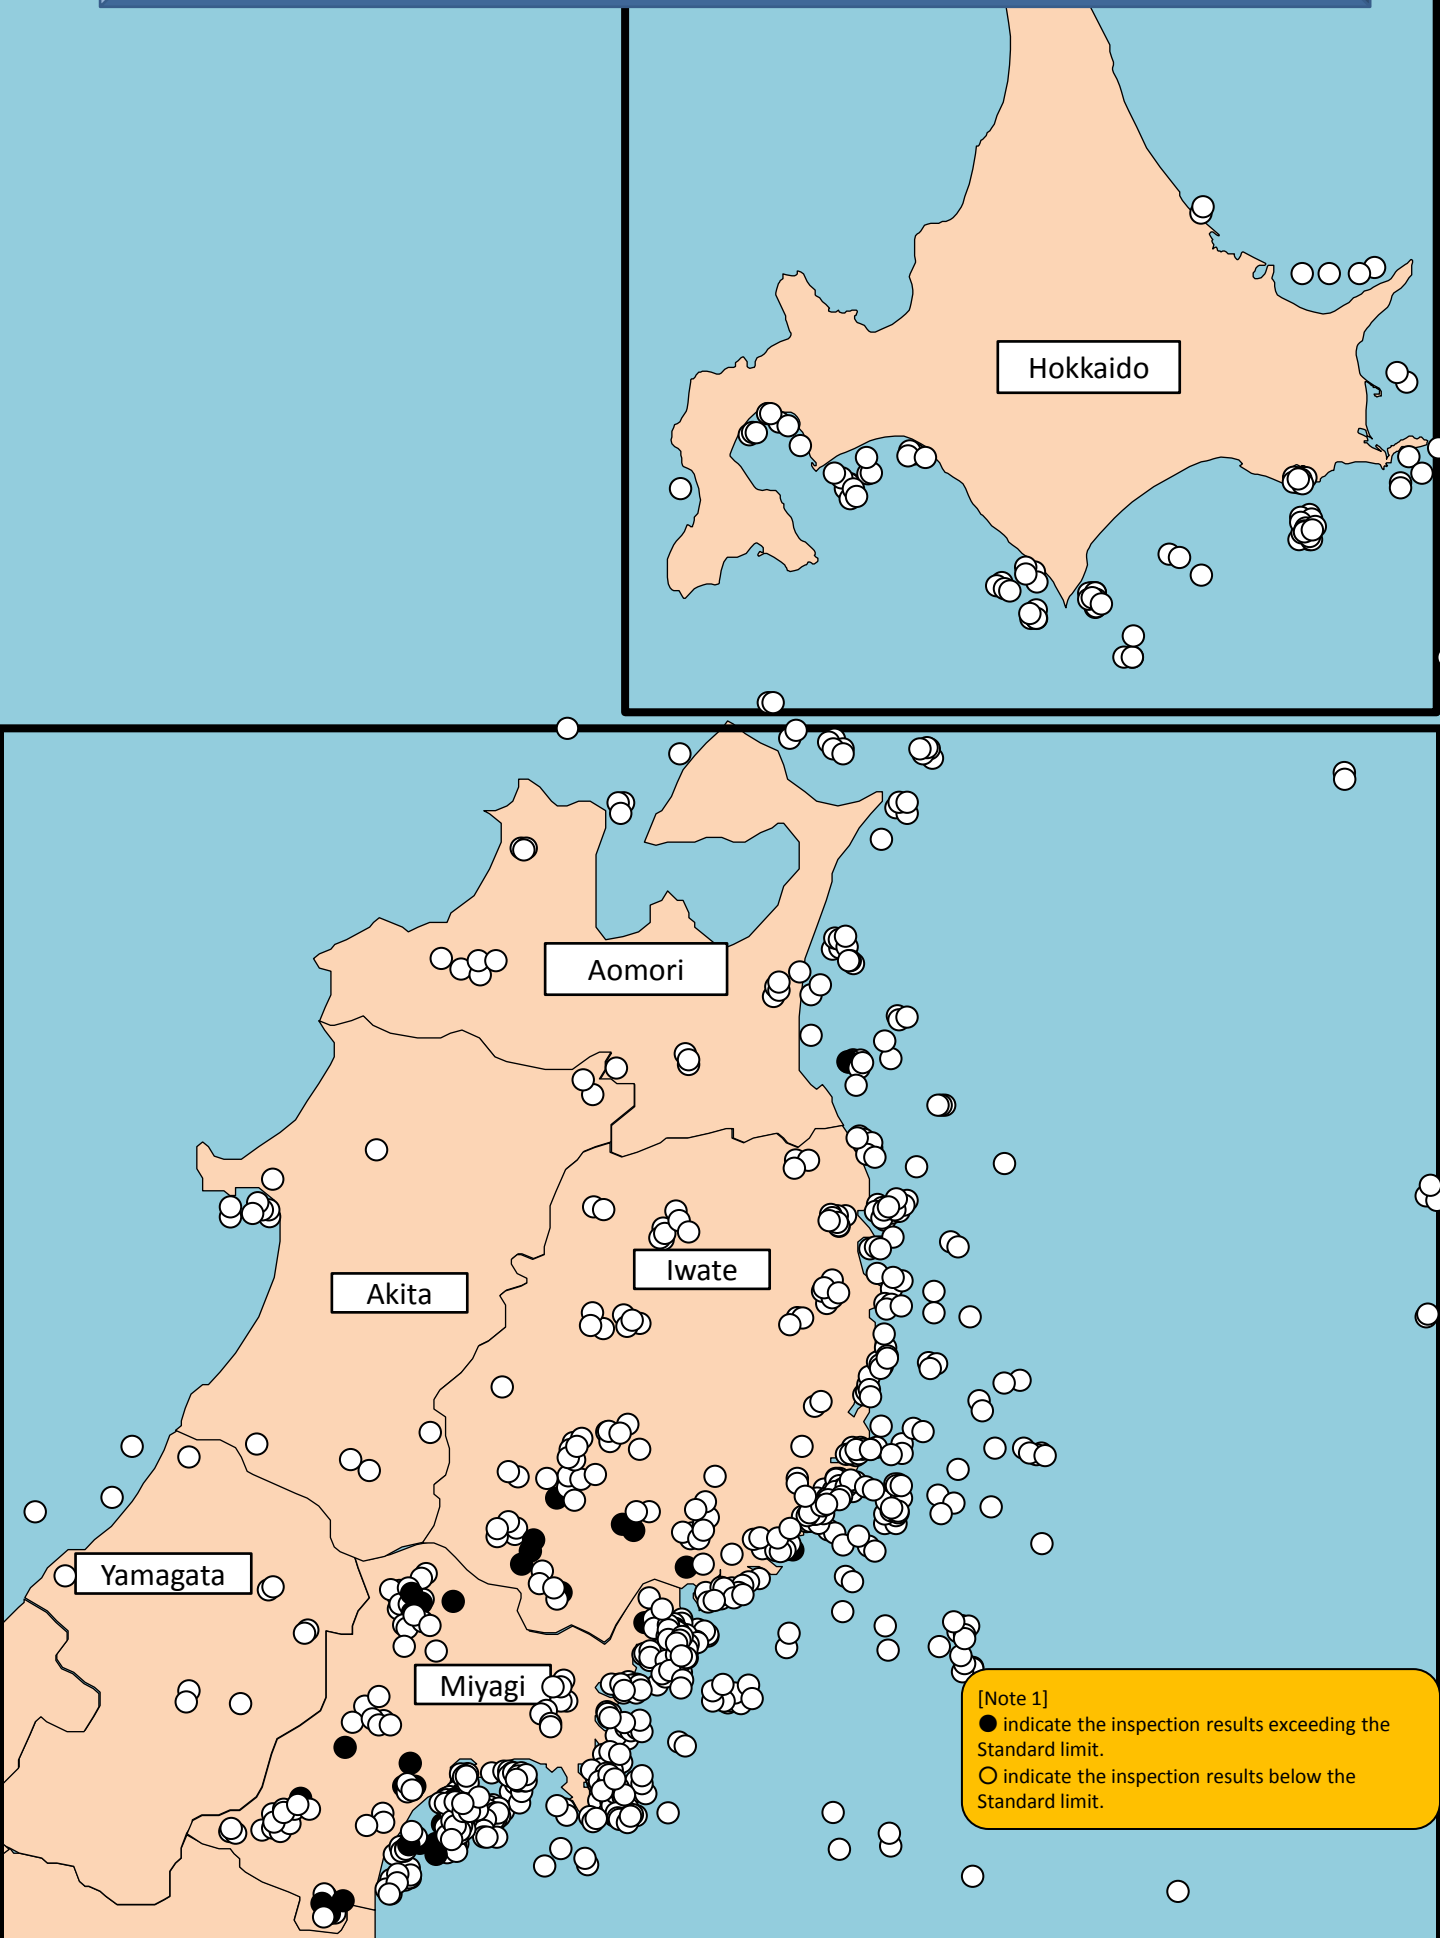 Hokkaido
Aomori
Iwate
Akita
Yamagata
Miyagi
[Note 1]
● indicate the inspection results exceeding the
Standard limit.
○ indicate the inspection results below the
Standard limit.